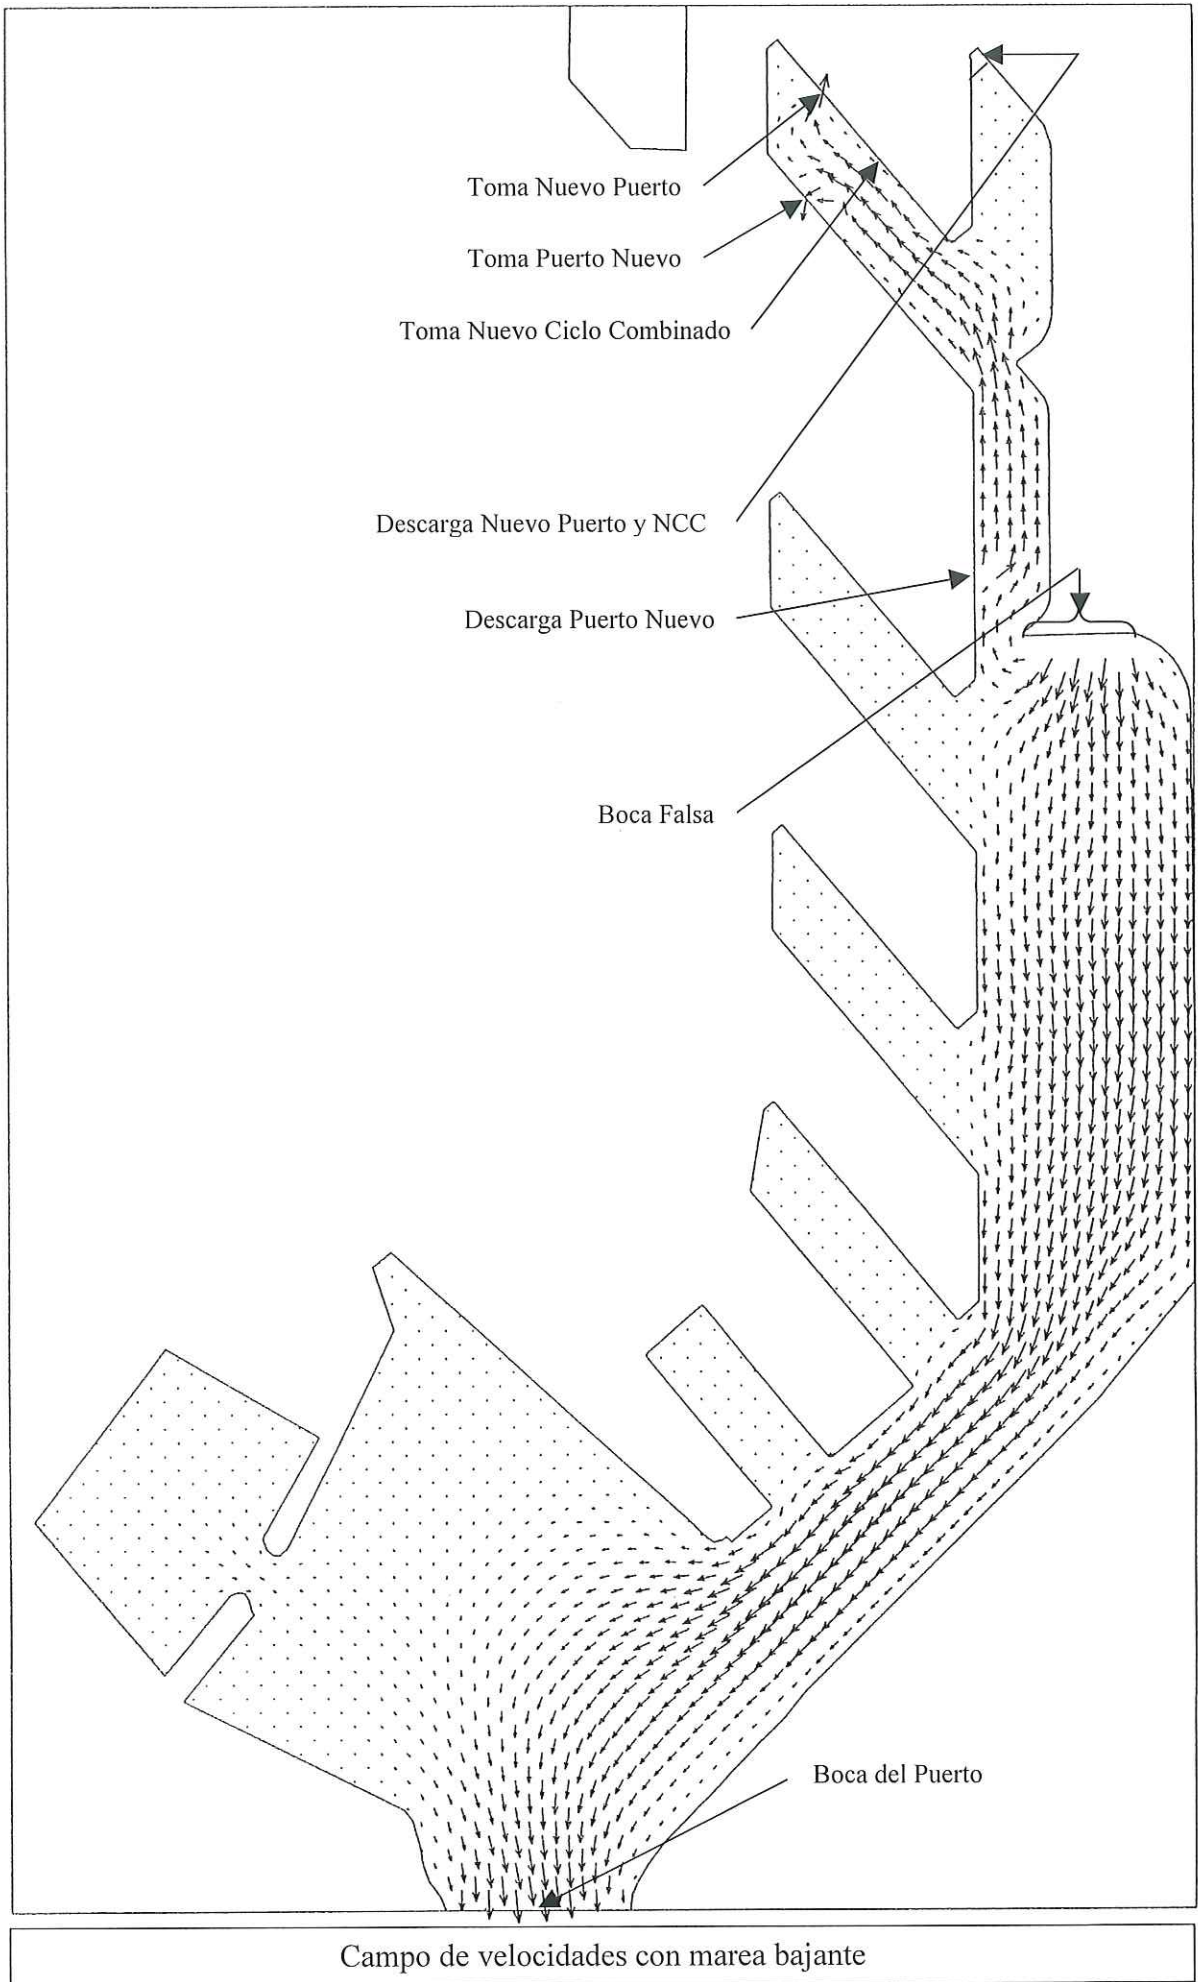 Toma Nuevo Puerto
Toma Puerto Nuevo
Toma Nuevo Ciclo Combinado
Descarga Nuevo Puerto y NCC
Descarga Puerto Nuevo
Boca Falsa
Boca del Puerto
Campo de velocidades con marea bajante